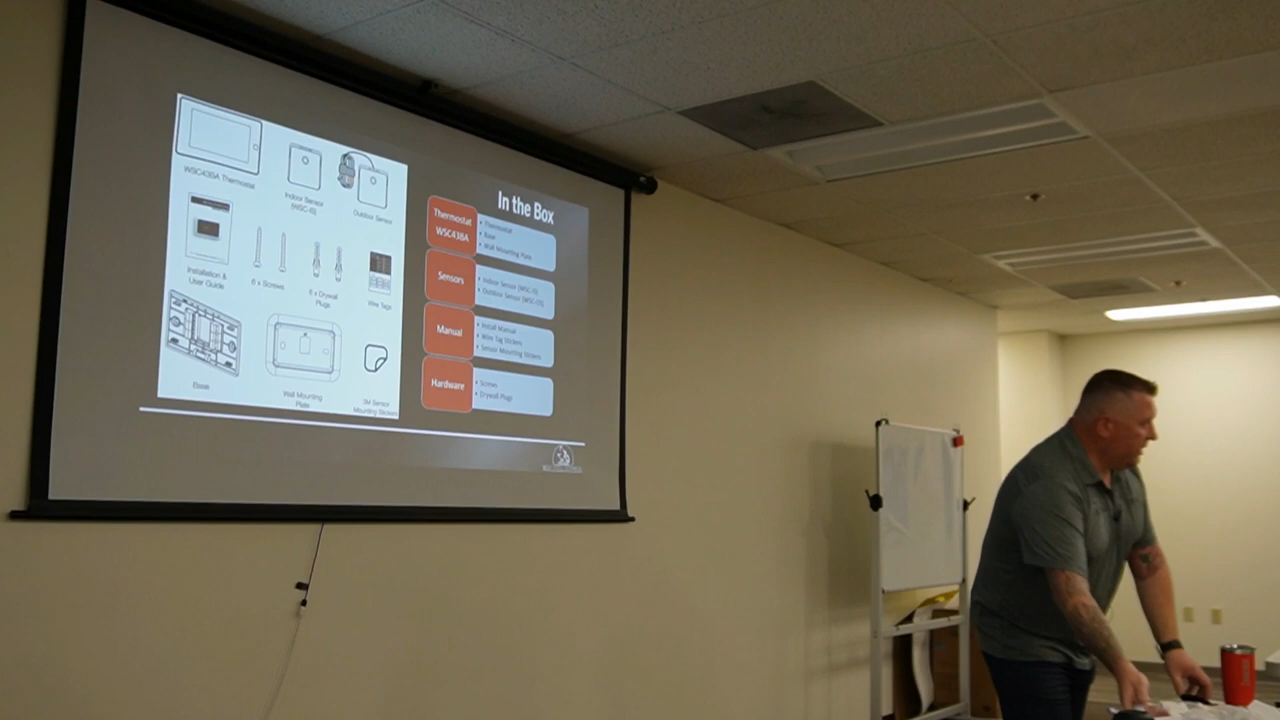 WSC43BA Thermostat
Indoor Sensor
(WSC-IS)
Outdoor Sensor
Installation &
User Guide
6 x Screws
6 x Drywall
Plugs
Wire Tags
Base
Wall Mounting
Plate
3M Sensor
Mounting Stickers
In the Box
Thermostat
WSC43BA
• Thermostat
• Base
• Wall Mounting Plate
Sensors
• Indoor Sensor (WSC-IS)
• Outdoor Sensor (WSC-OS)
Manual
• Install Manual
• Wire Tag Stickers
• Sensor Mounting Stickers
Hardware
• Screws
• Drywall Plugs